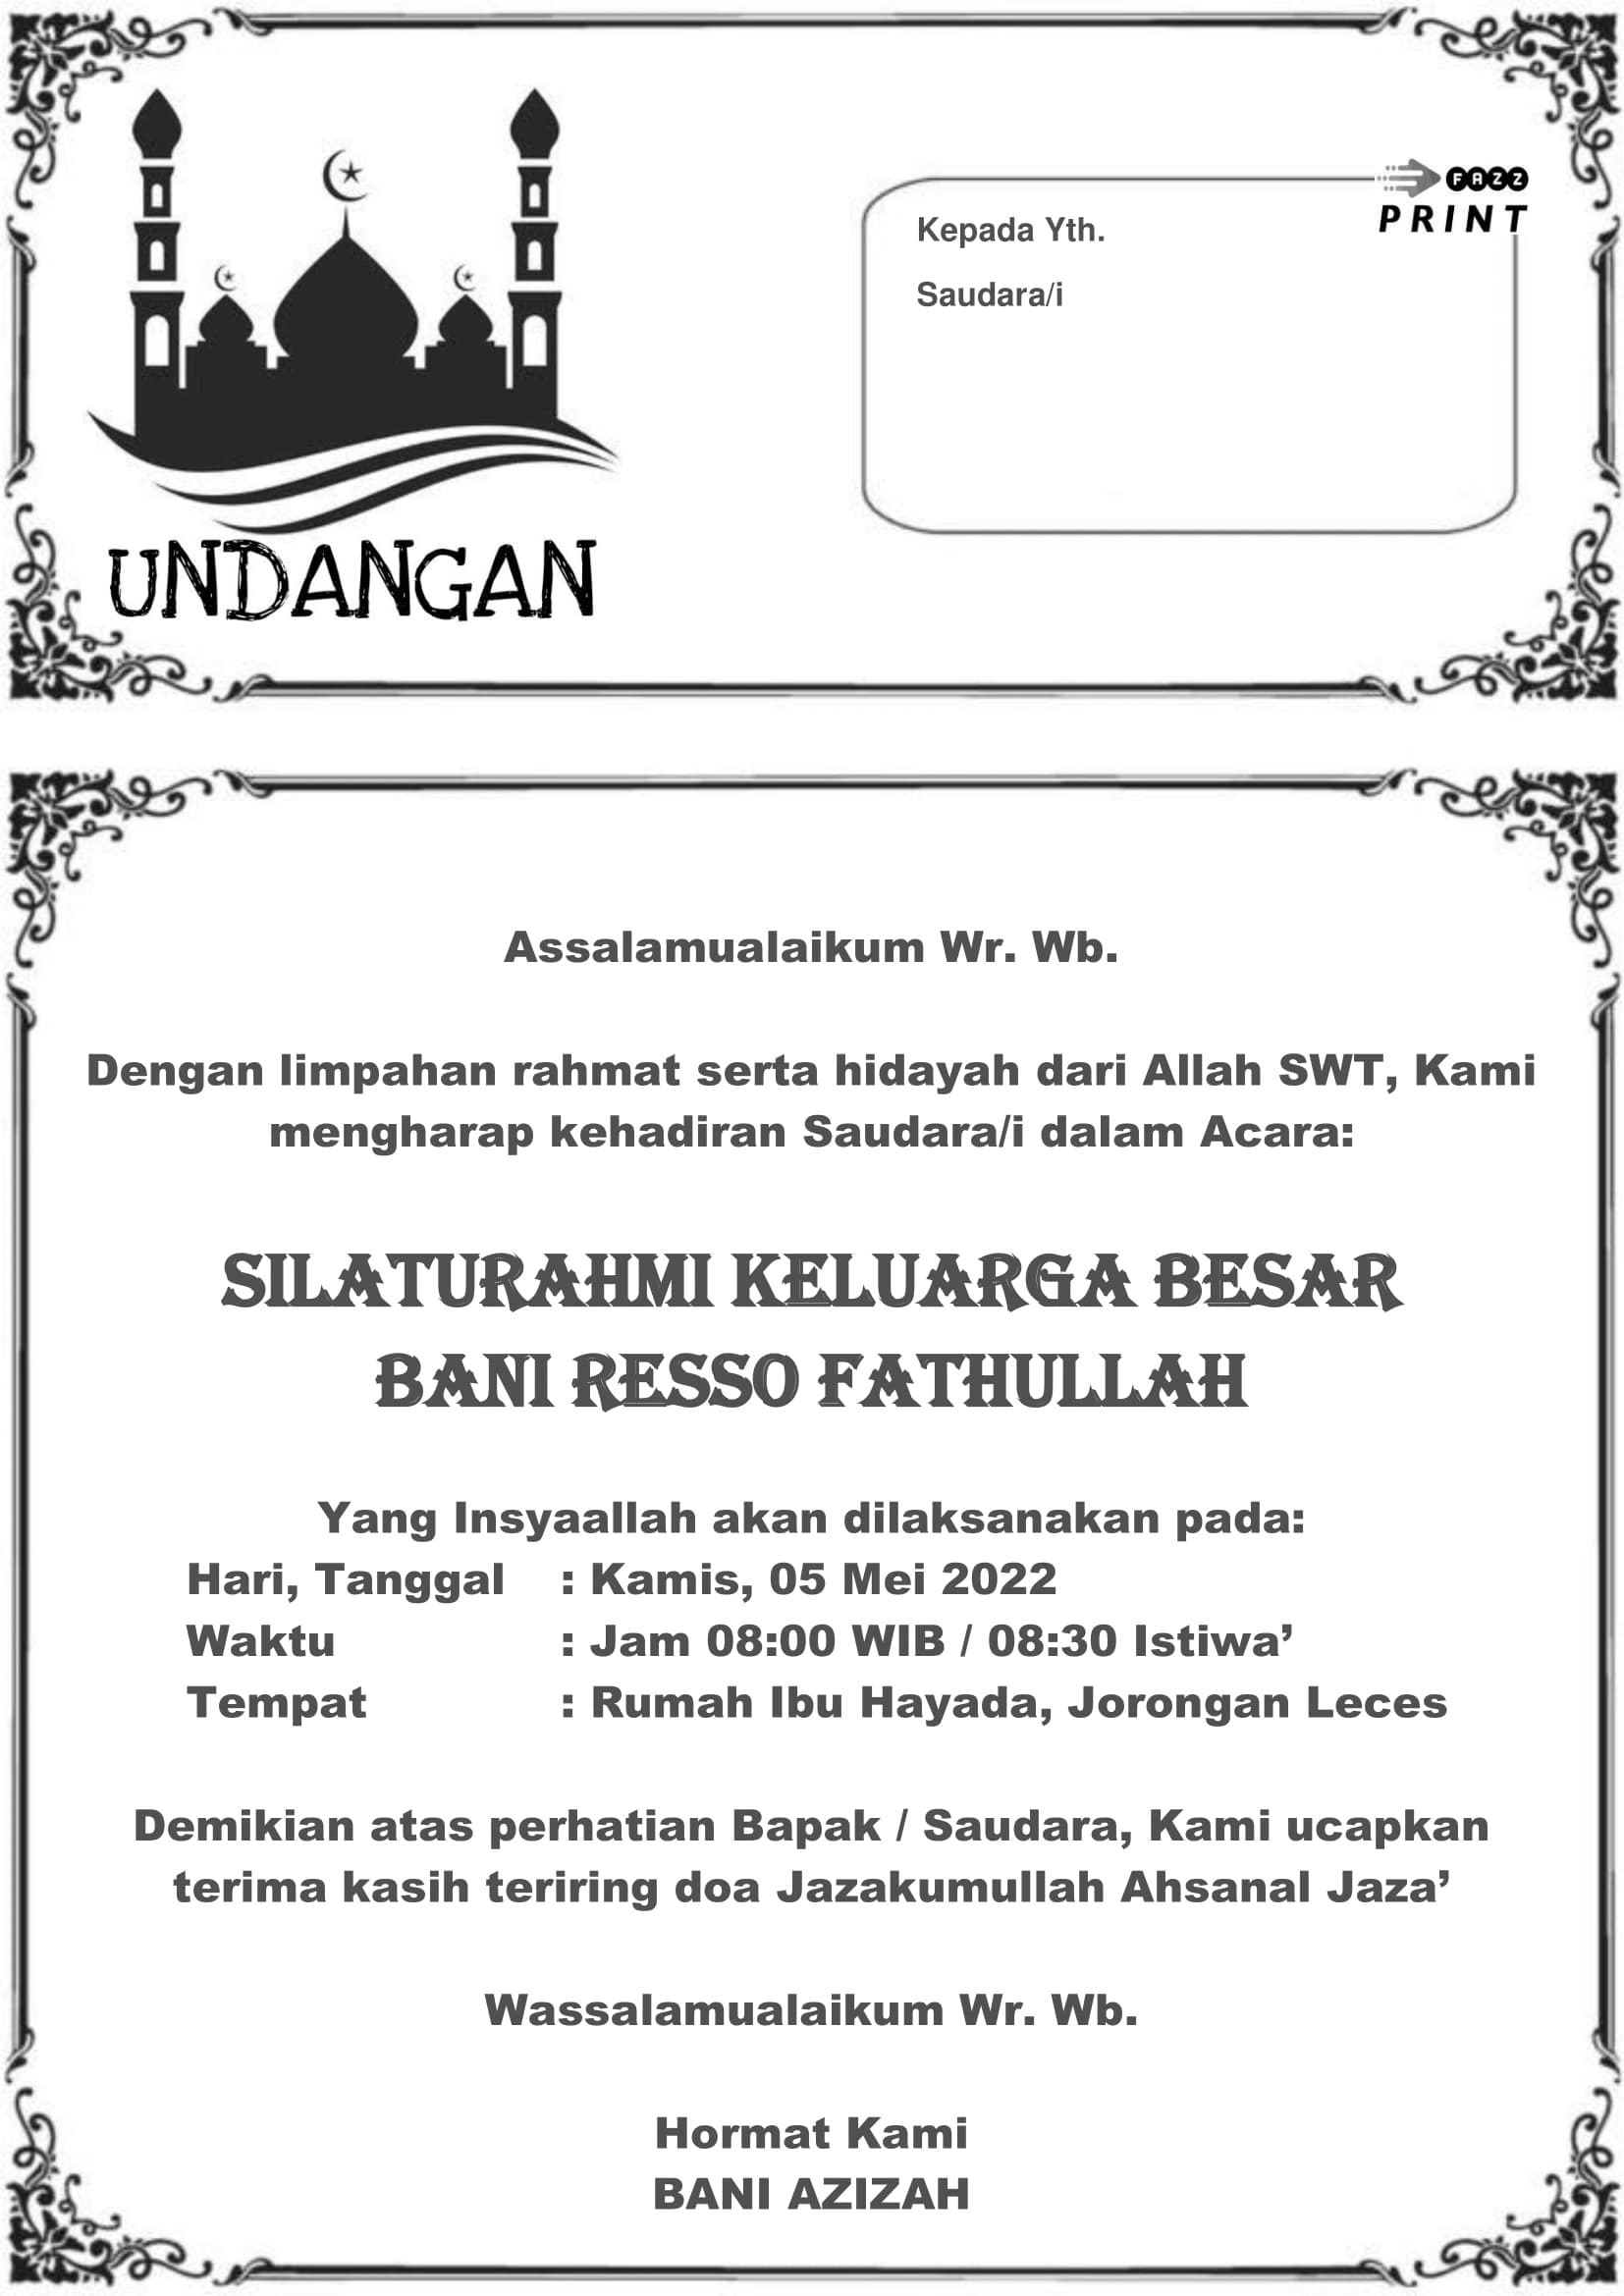 UNDANGAN
FAZZ
PRINT
Kepada Yth.
Saudara/i
Assalamualaikum Wr. Wb.
Dengan limpahan rahmat serta hidayah dari Allah SWT, Kami
mengharap kehadiran Saudara/i dalam Acara:
SILATURAHMI KELUARGA BESAR
BANI RESSO FATHULLAH
Yang Insyaallah akan dilaksanakan pada:
Hari, Tanggal : Kamis, 05 Mei 2022
Waktu : Jam 08:00 WIB / 08:30 Istiwa’
Tempat : Rumah Ibu Hayada, Jorongan Leces
Demikian atas perhatian Bapak / Saudara, Kami ucapkan
terima kasih teriring doa Jazakumullah Ahsanal Jaza’
Wassalamualaikum Wr. Wb.
Hormat Kami
BANI AZIZAH